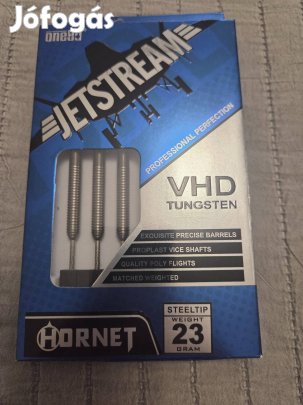 Jófogás
one80
JETSTREAM
PROFESSIONAL PERFECTION
VHD
TUNGSTEN
EXQUISITE PRECISE BARRELS
PROPLAST VICE SHAFTS
QUALITY POLY FLIGHTS
MATCHED WEIGHTED
HORNET
STEELTIP
WEIGHT
23
GRAM